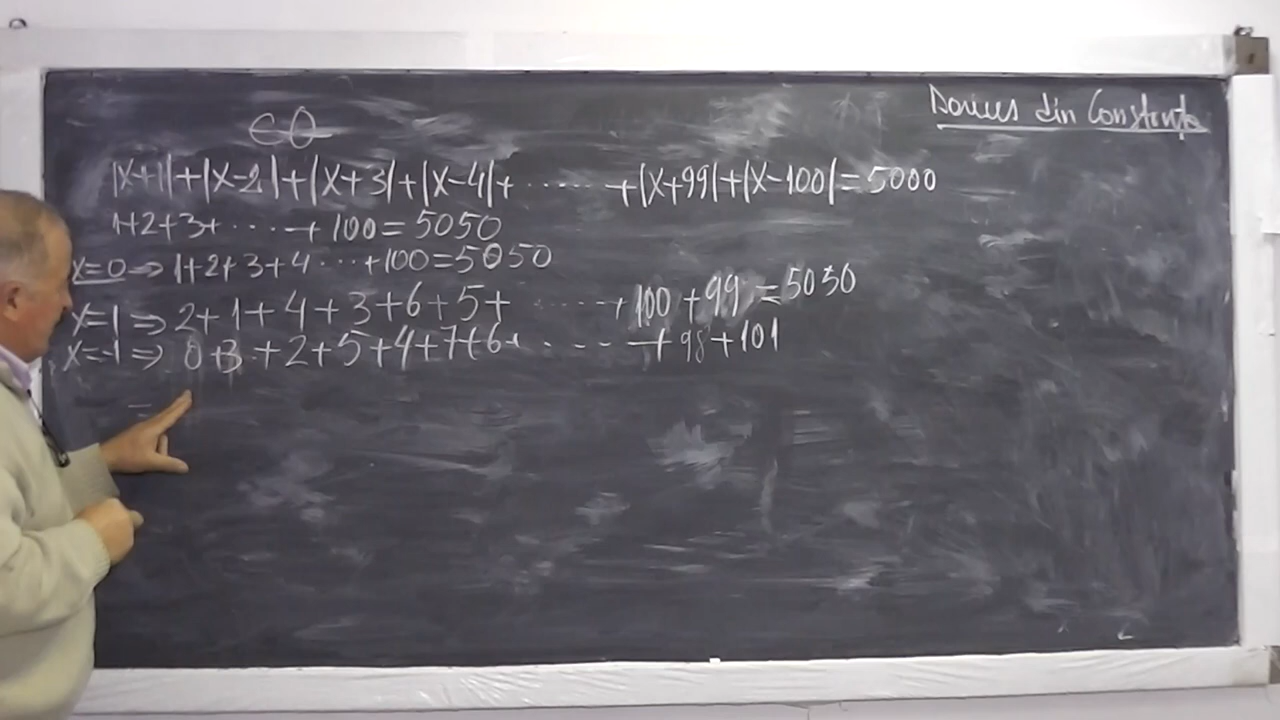 Darius din Constanța
|x+1|+|x-2|+|x+3|+|x-4|+ ...... +|x+99|+|x-100|=5000
1+2+3+ ..... + 100=5050
x=0 ⇒ 1+2+3+4 ...+100=5050
x=1 ⇒ 2+1+4+3+6+5+ ......+100+99=5050
x=-1 ⇒ 0+3+2+5+4+7+6+ .... +98+101
=